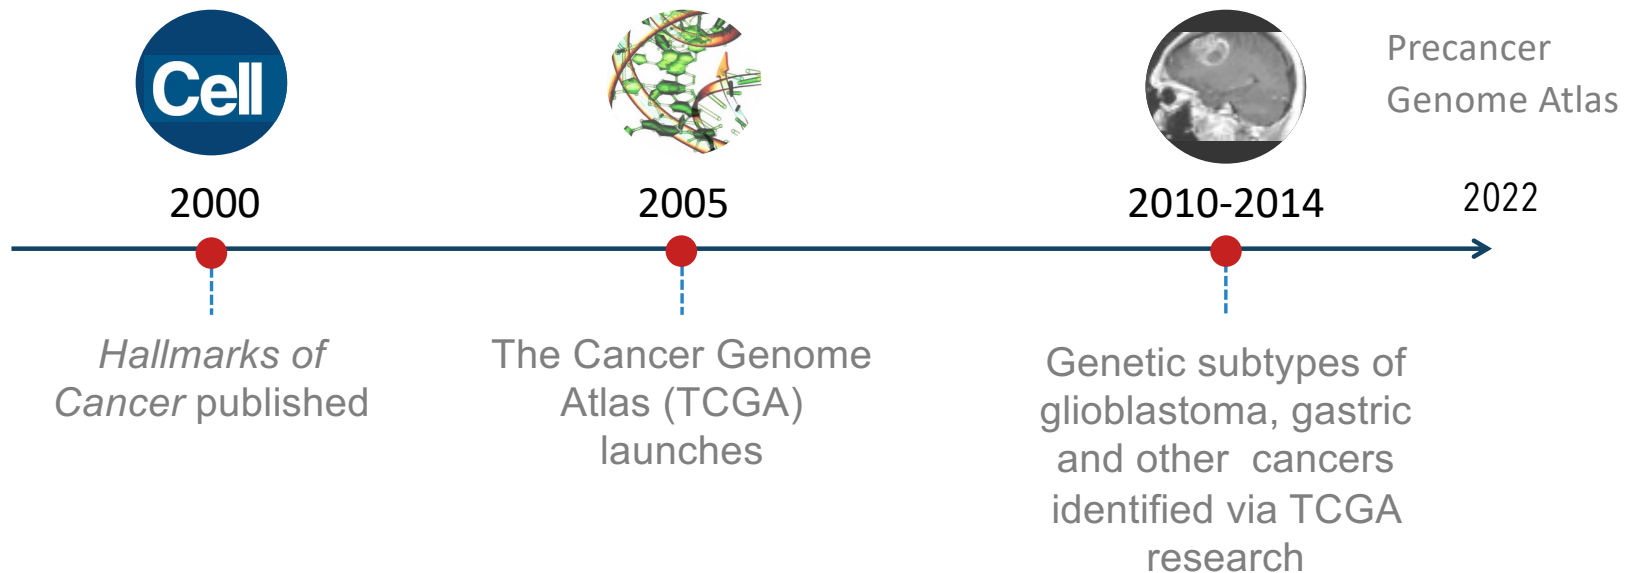 Cell
Precancer
Genome Atlas
2000
2005
2010-2014
2022
Hallmarks of
Cancer published
The Cancer Genome
Atlas (TCGA)
launches
Genetic subtypes of
glioblastoma, gastric
and other cancers
identified via TCGA
research